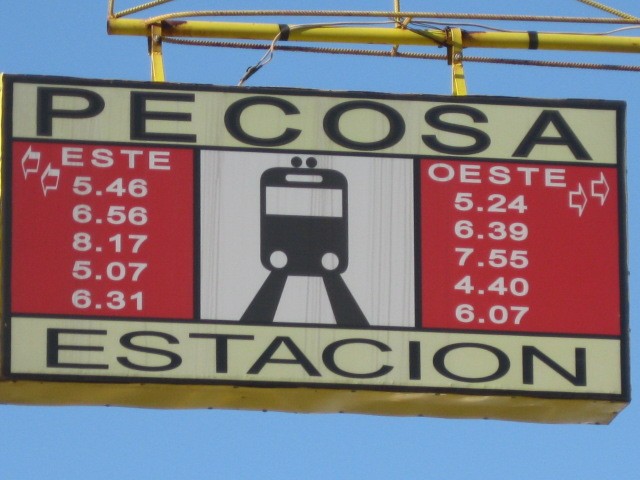 PECOSA
ESTE
5.46
6.56
8.17
5.07
6.31
OESTE
5.24
6.39
7.55
4.40
6.07
ESTACION